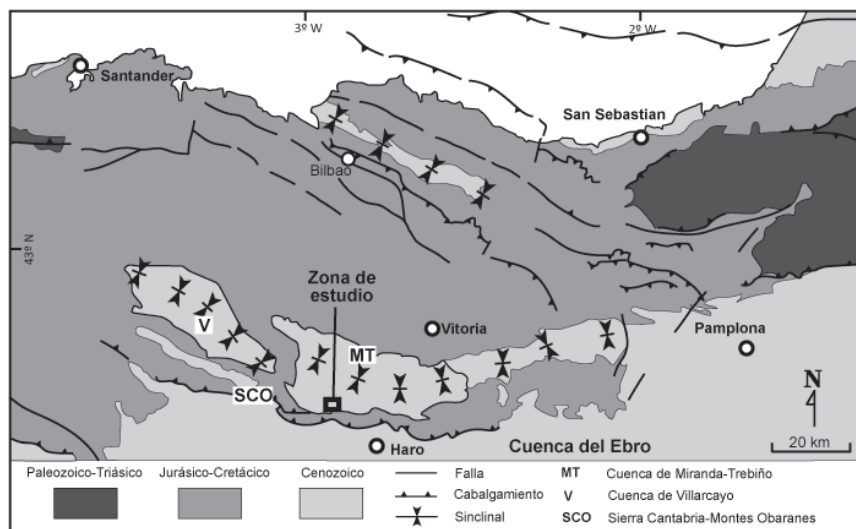 3º W
2º W
Santander
San Sebastian
Bilbao
43º N
Zona de
estudio
V
Vitoria
MT
Pamplona
SCO
N
Haro
Cuenca del Ebro
20 km
Paleozoico-Triásico
Jurásico-Cretácico
Cenozoico
Falla
MT
Cuenca de Miranda-Trebiño
Cabalgamiento
V
Cuenca de Villarcayo
Sinclinal
SCO
Sierra Cantabria-Montes Obaranes